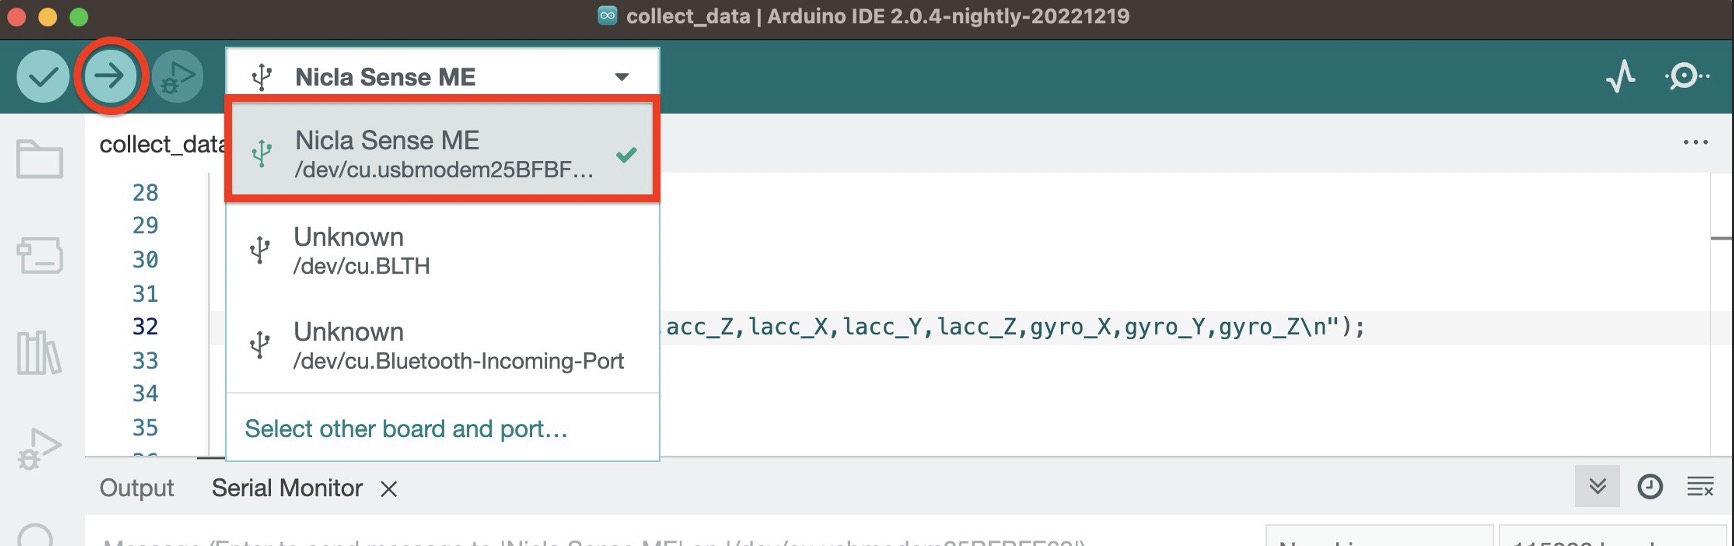 collect_data | Arduino IDE 2.0.4-nightly-20221219
Nicla Sense ME
collect_data
Nicla Sense ME
/dev/cu.usbmodem25BFBF...
28
29
Unknown
/dev/cu.BLTH
30
31
32 acc_Z,lacc_X,lacc_Y,lacc_Z,gyro_X,gyro_Y,gyro_Z\n");
Unknown
/dev/cu.Bluetooth-Incoming-Port
33
34
35
Select other board and port...
Output Serial Monitor